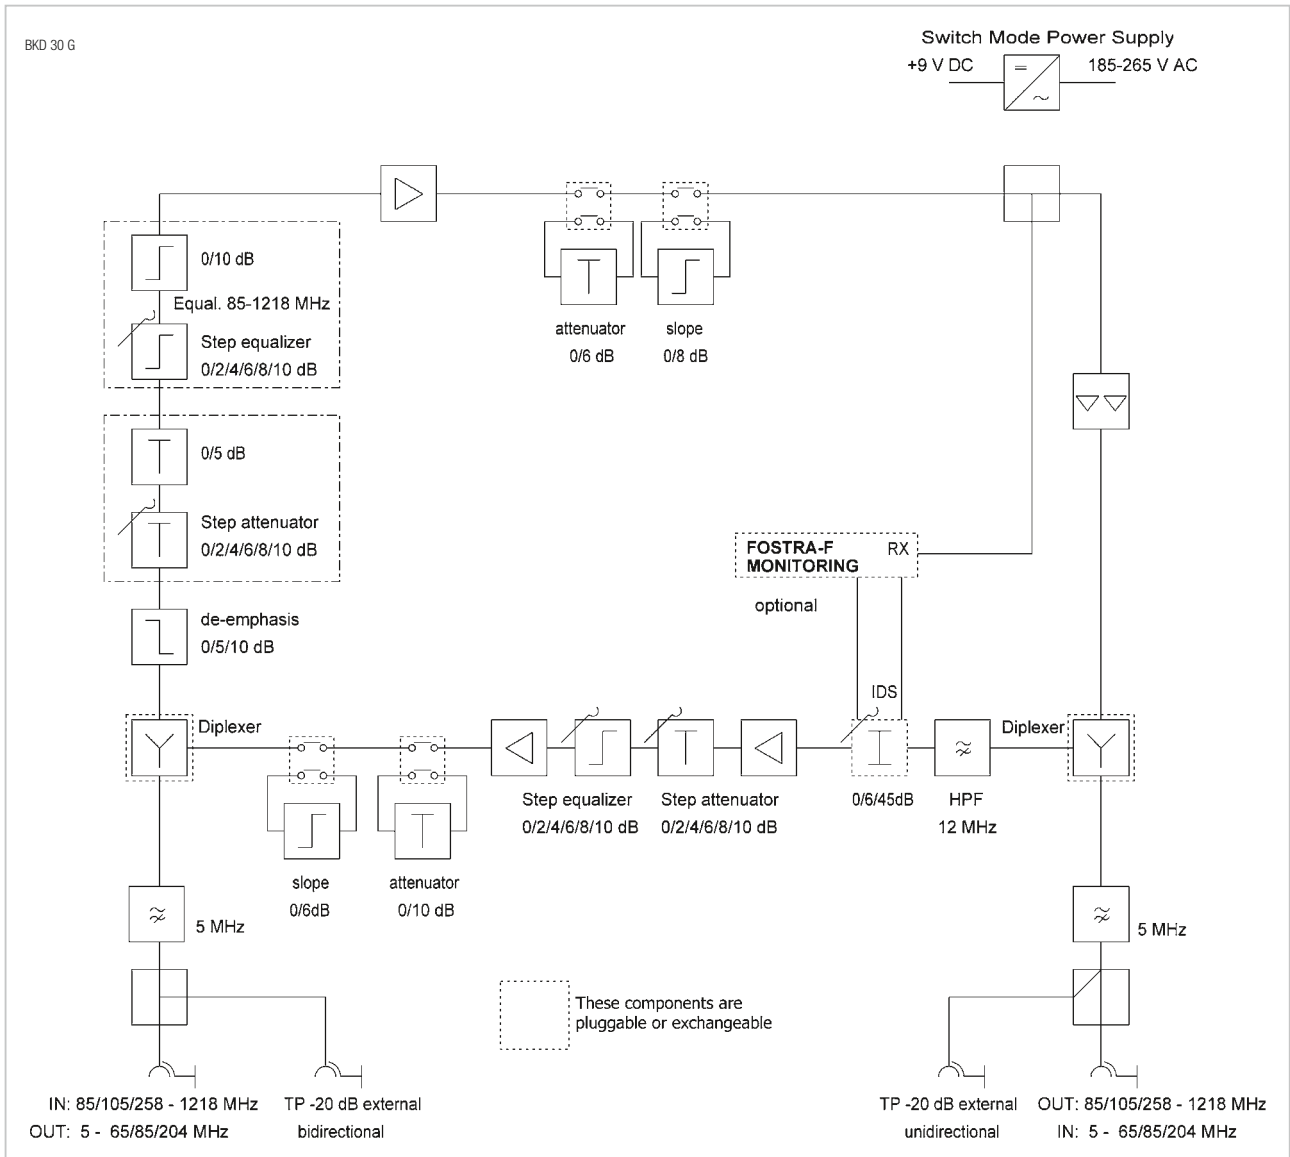 BKD 30 G
Switch Mode Power Supply
+9 V DC
185-265 V AC
0/10 dB
Equal. 85-1218 MHz
Step equalizer
0/2/4/6/8/10 dB
attenuator
0/6 dB
slope
0/8 dB
0/5 dB
Step attenuator
0/2/4/6/8/10 dB
FOSTRA-F
MONITORING
RX
optional
de-emphasis
0/5/10 dB
IDS
Diplexer
Diplexer
Step equalizer
0/2/4/6/8/10 dB
Step attenuator
0/2/4/6/8/10 dB
0/6/45dB
HPF
12 MHz
slope
0/6dB
attenuator
0/10 dB
5 MHz
5 MHz
These components are
pluggable or exchangeable
IN: 85/105/258 - 1218 MHz
OUT: 5 - 65/85/204 MHz
TP -20 dB external
bidirectional
TP -20 dB external
unidirectional
OUT: 85/105/258 - 1218 MHz
IN: 5 - 65/85/204 MHz